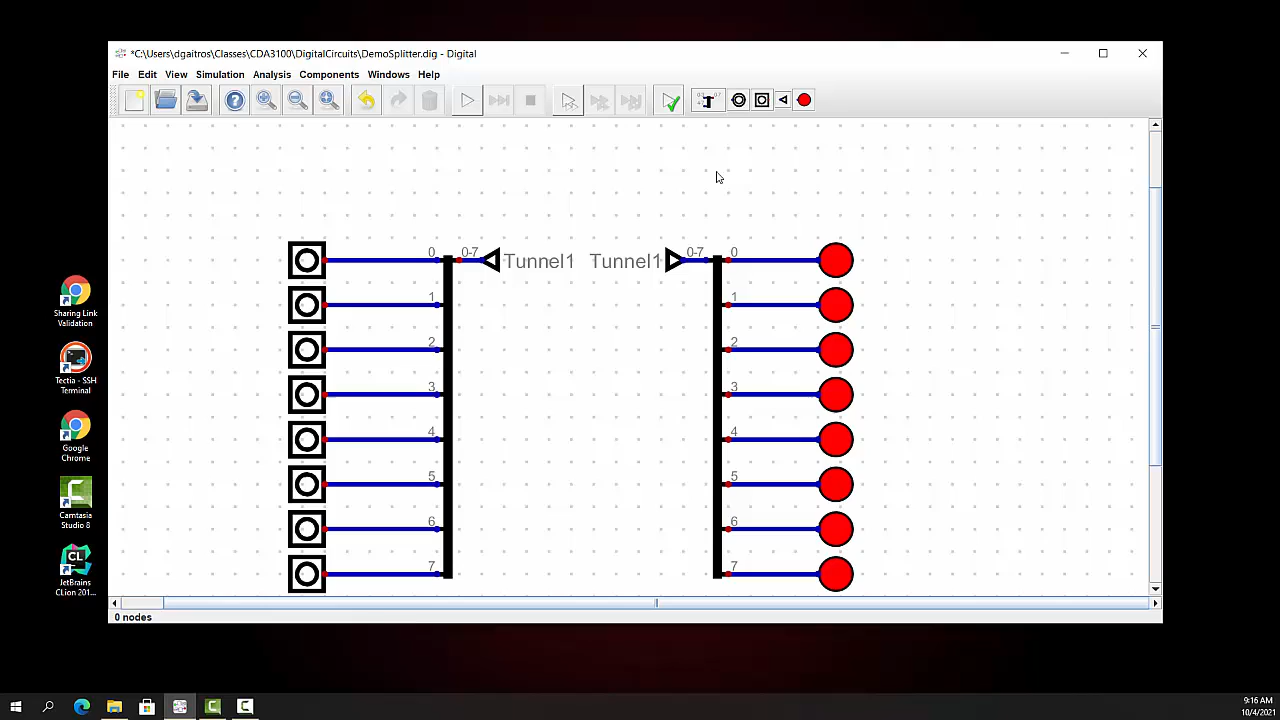 *C:\Users\dgaitros\Classes\CDA3100\DigitalCircuits\DemoSplitter.dig - Digital
File Edit View Simulation Analysis Components Windows Help
0 0-7 Tunnel1 Tunnel1 0-7 0
1 1
2 2
3 3
4 4
5 5
6 6
7 7
0 nodes
Sharing Link
Validation
Tectia - SSH
Terminal
Google
Chrome
Camtasia
Studio 8
JetBrains
CLion 201...
9:16 AM
10/4/2021